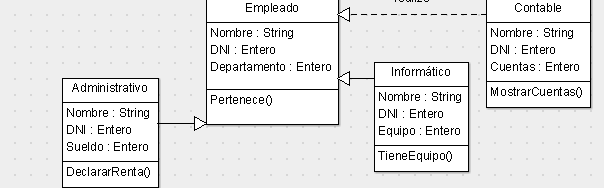 Empleado
Nombre : String
DNI : Entero
Departamento : Entero
Pertenece()
Contable
Nombre : String
DNI : Entero
Cuentas : Entero
MostrarCuentas()
Informático
Nombre : String
DNI : Entero
Equipo : Entero
TieneEquipo()
Administrativo
Nombre : String
DNI : Entero
Sueldo : Entero
DeclararRenta()